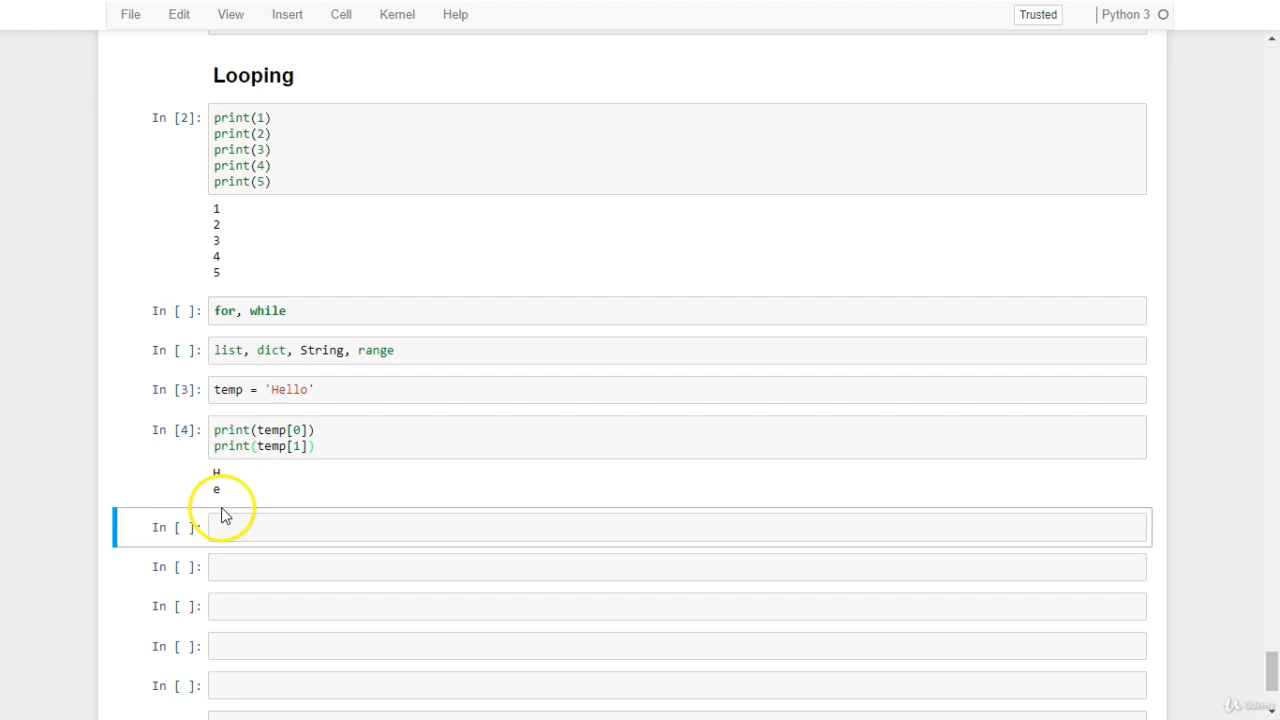 File Edit View Insert Cell Kernel Help Trusted Python 3
Looping
In [2]: print(1)
print(2)
print(3)
print(4)
print(5)
1
2
3
4
5
In [ ]: for, while
In [ ]: list, dict, String, range
In [3]: temp = 'Hello'
In [4]: print(temp[0])
print(temp[1])
H
e
In [ ]:
In [ ]:
In [ ]:
In [ ]:
In [ ]:
Udemy